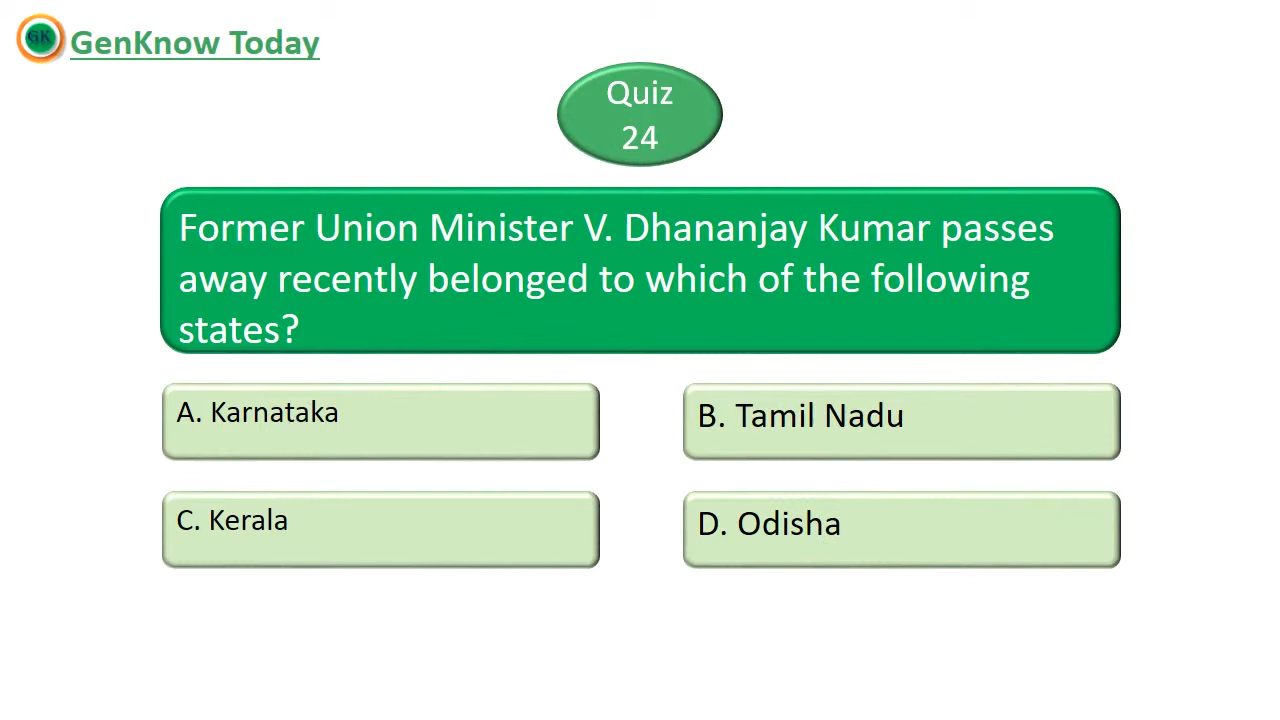 GK
GenKnow Today
Quiz
24
Former Union Minister V. Dhananjay Kumar passes
away recently belonged to which of the following
states?
A. Karnataka
B. Tamil Nadu
C. Kerala
D. Odisha